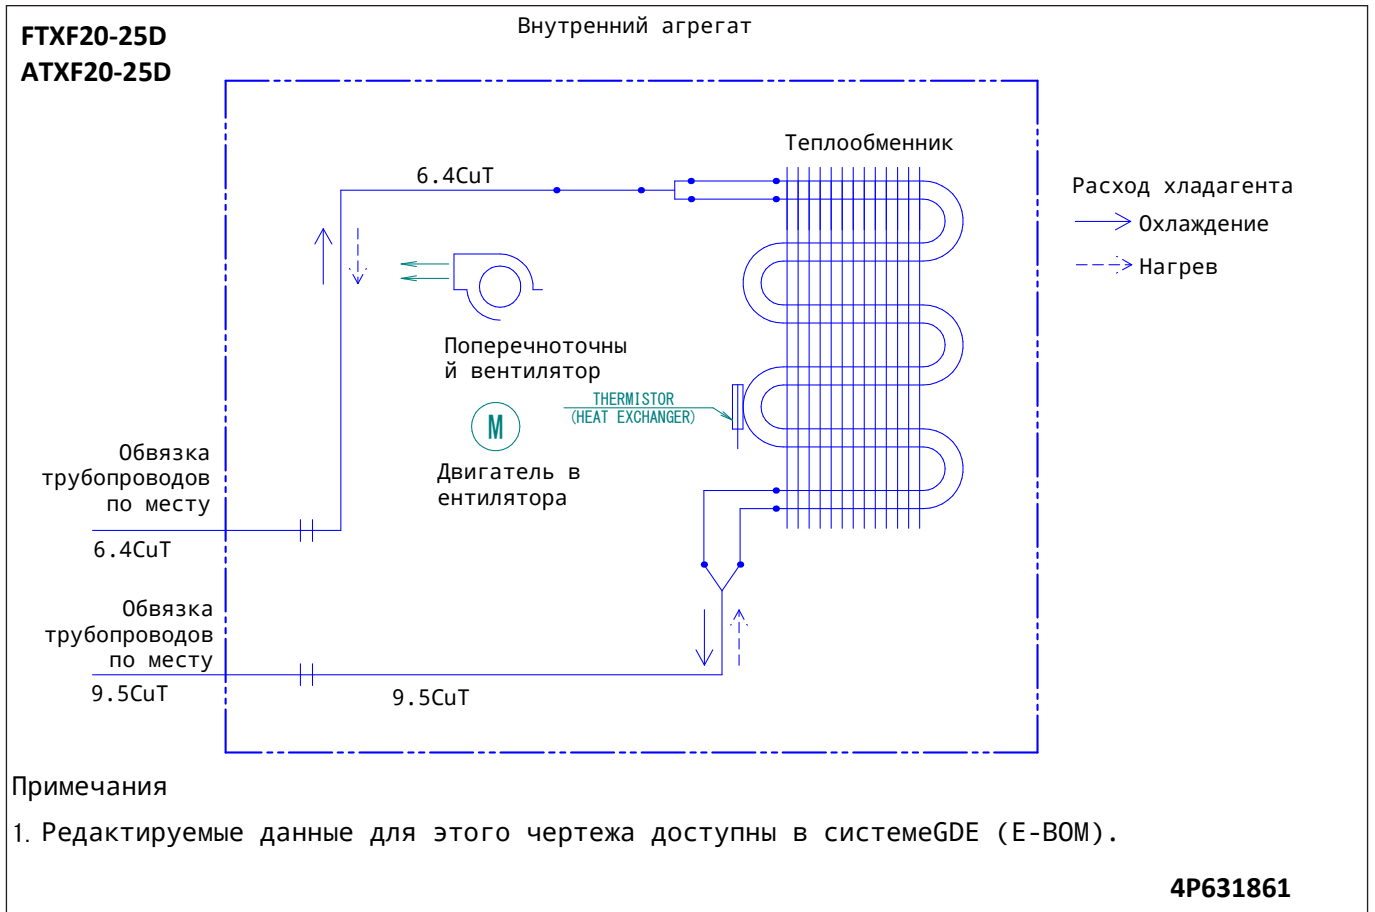 FTXF20-25D
ATXF20-25D
Внутренний агрегат
Теплообменник
6.4CuT
Расход хладагента
Охлаждение
Нагрев
Поперечноточны
й вентилятор
THERMISTOR
(HEAT EXCHANGER)
M
Двигатель в
ентилятора
Обвязка
трубопроводов
по месту
6.4CuT
Обвязка
трубопроводов
по месту
9.5CuT
9.5CuT
Примечания
1. Редактируемые данные для этого чертежа доступны в системеGDE (E-BOM).
4P631861